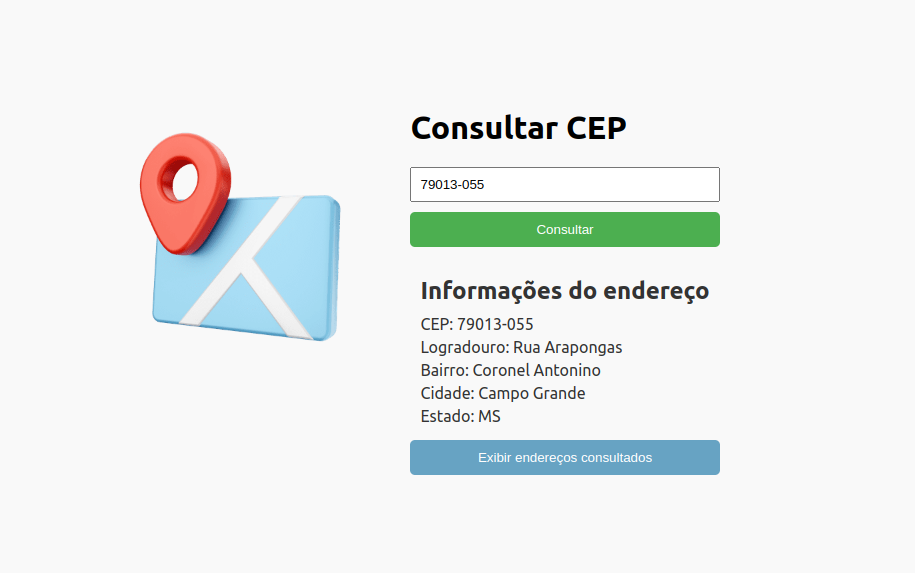 Consultar CEP
79013-055
Consultar
Informações do endereço
CEP: 79013-055
Logradouro: Rua Arapongas
Bairro: Coronel Antonino
Cidade: Campo Grande
Estado: MS
Exibir endereços consultados